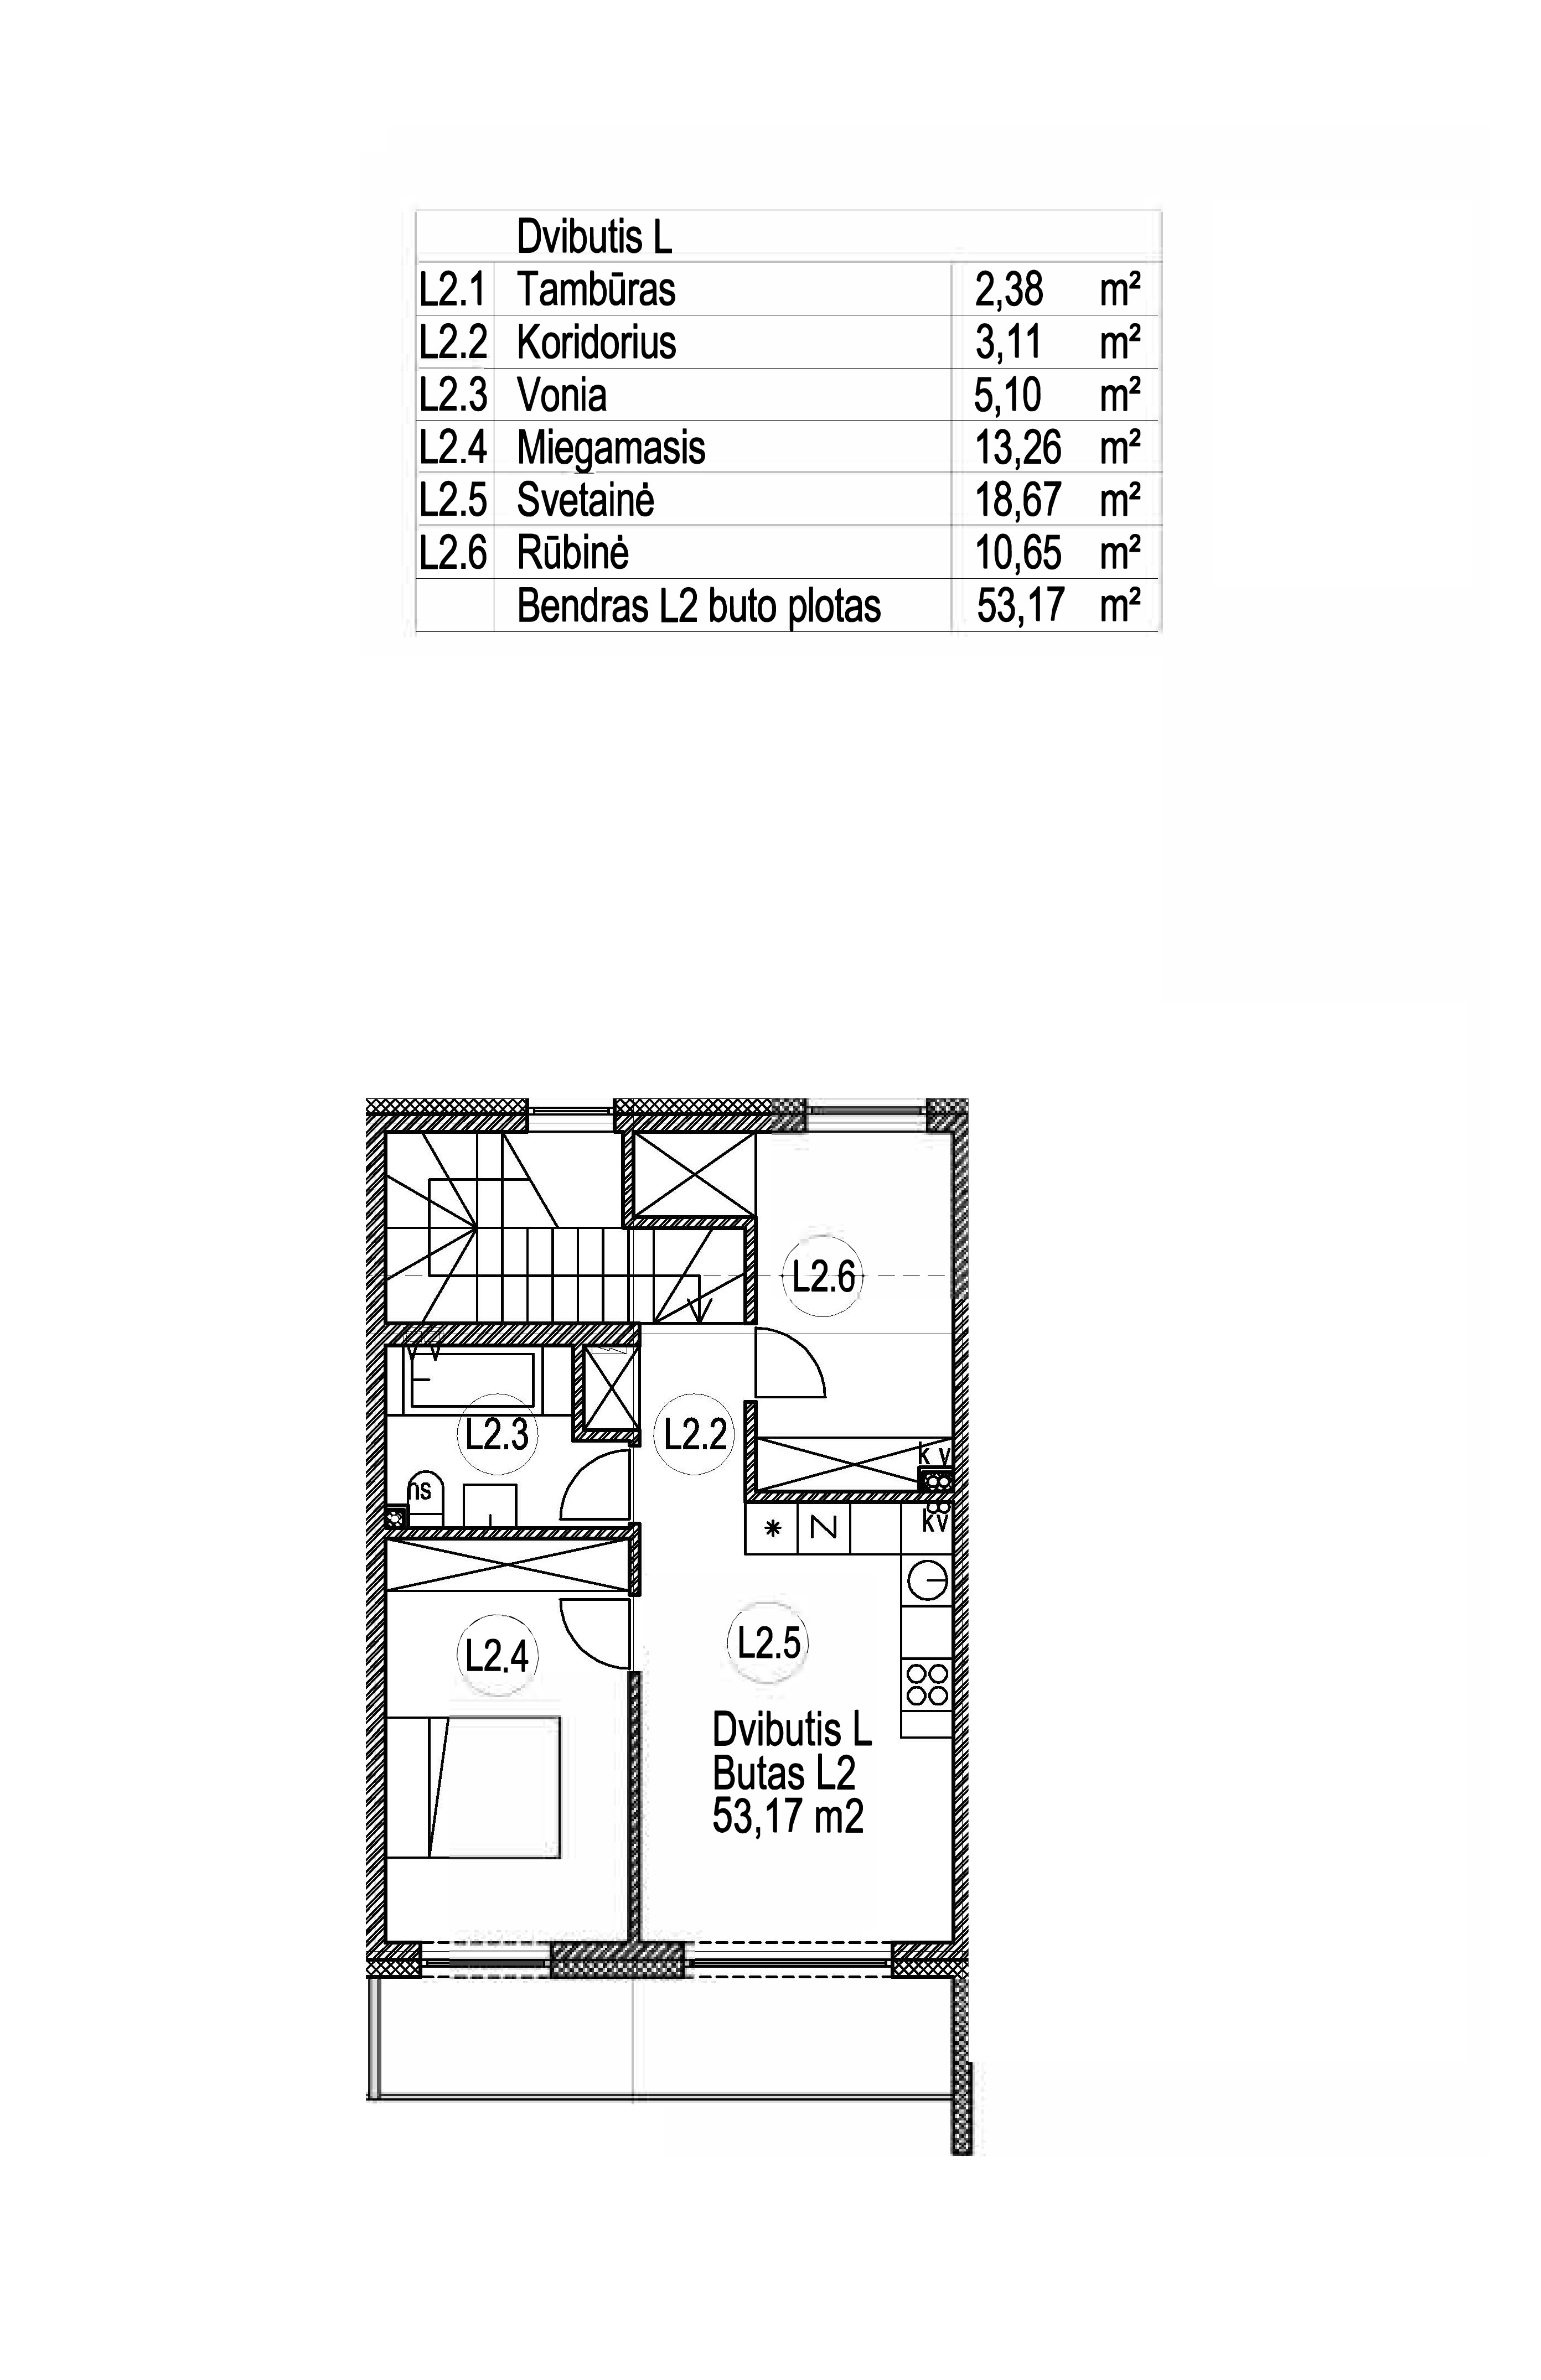 Dvibutis L
L2.1 Tambūras 2,38 m²
L2.2 Koridorius 3,11 m²
L2.3 Vonia 5,10 m²
L2.4 Miegamasis 13,26 m²
L2.5 Svetainė 18,67 m²
L2.6 Rūbinė 10,65 m²
Bendras L2 buto plotas 53,17 m²
L2.6
L2.3
L2.2
k v
ns
kv
L2.5
L2.4
Dvibutis L
Butas L2
53,17 m2